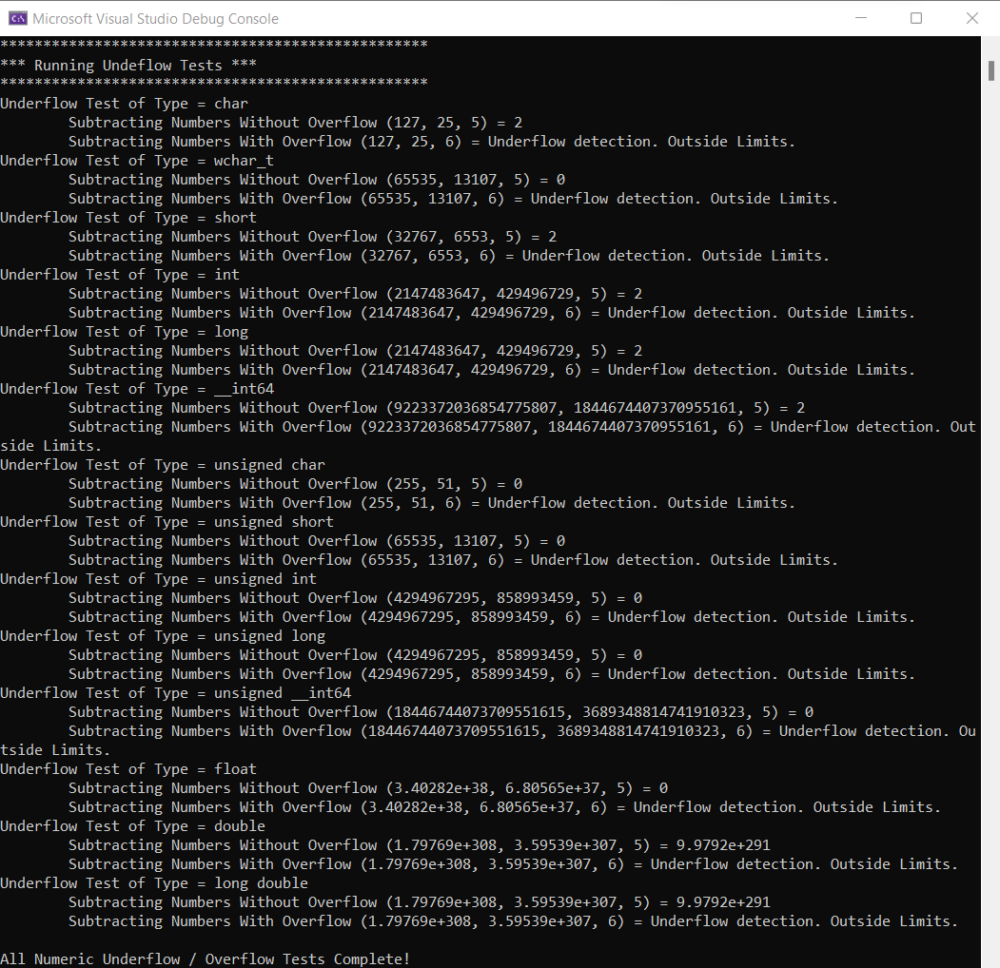 C:\ Microsoft Visual Studio Debug Console
**************************************************
*** Running Undeflow Tests ***
**************************************************
Underflow Test of Type = char
        Subtracting Numbers Without Overflow (127, 25, 5) = 2
        Subtracting Numbers With Overflow (127, 25, 6) = Underflow detection. Outside Limits.
Underflow Test of Type = wchar_t
        Subtracting Numbers Without Overflow (65535, 13107, 5) = 0
        Subtracting Numbers With Overflow (65535, 13107, 6) = Underflow detection. Outside Limits.
Underflow Test of Type = short
        Subtracting Numbers Without Overflow (32767, 6553, 5) = 2
        Subtracting Numbers With Overflow (32767, 6553, 6) = Underflow detection. Outside Limits.
Underflow Test of Type = int
        Subtracting Numbers Without Overflow (2147483647, 429496729, 5) = 2
        Subtracting Numbers With Overflow (2147483647, 429496729, 6) = Underflow detection. Outside Limits.
Underflow Test of Type = long
        Subtracting Numbers Without Overflow (2147483647, 429496729, 5) = 2
        Subtracting Numbers With Overflow (2147483647, 429496729, 6) = Underflow detection. Outside Limits.
Underflow Test of Type = __int64
        Subtracting Numbers Without Overflow (9223372036854775807, 1844674407370955161, 5) = 2
        Subtracting Numbers With Overflow (9223372036854775807, 1844674407370955161, 6) = Underflow detection. Out
side Limits.
Underflow Test of Type = unsigned char
        Subtracting Numbers Without Overflow (255, 51, 5) = 0
        Subtracting Numbers With Overflow (255, 51, 6) = Underflow detection. Outside Limits.
Underflow Test of Type = unsigned short
        Subtracting Numbers Without Overflow (65535, 13107, 5) = 0
        Subtracting Numbers With Overflow (65535, 13107, 6) = Underflow detection. Outside Limits.
Underflow Test of Type = unsigned int
        Subtracting Numbers Without Overflow (4294967295, 858993459, 5) = 0
        Subtracting Numbers With Overflow (4294967295, 858993459, 6) = Underflow detection. Outside Limits.
Underflow Test of Type = unsigned long
        Subtracting Numbers Without Overflow (4294967295, 858993459, 5) = 0
        Subtracting Numbers With Overflow (4294967295, 858993459, 6) = Underflow detection. Outside Limits.
Underflow Test of Type = unsigned __int64
        Subtracting Numbers Without Overflow (18446744073709551615, 3689348814741910323, 5) = 0
        Subtracting Numbers With Overflow (18446744073709551615, 3689348814741910323, 6) = Underflow detection. Ou
tside Limits.
Underflow Test of Type = float
        Subtracting Numbers Without Overflow (3.40282e+38, 6.80565e+37, 5) = 0
        Subtracting Numbers With Overflow (3.40282e+38, 6.80565e+37, 6) = Underflow detection. Outside Limits.
Underflow Test of Type = double
        Subtracting Numbers Without Overflow (1.79769e+308, 3.59539e+307, 5) = 9.9792e+291
        Subtracting Numbers With Overflow (1.79769e+308, 3.59539e+307, 6) = Underflow detection. Outside Limits.
Underflow Test of Type = long double
        Subtracting Numbers Without Overflow (1.79769e+308, 3.59539e+307, 5) = 9.9792e+291
        Subtracting Numbers With Overflow (1.79769e+308, 3.59539e+307, 6) = Underflow detection. Outside Limits.
All Numeric Underflow / Overflow Tests Complete!